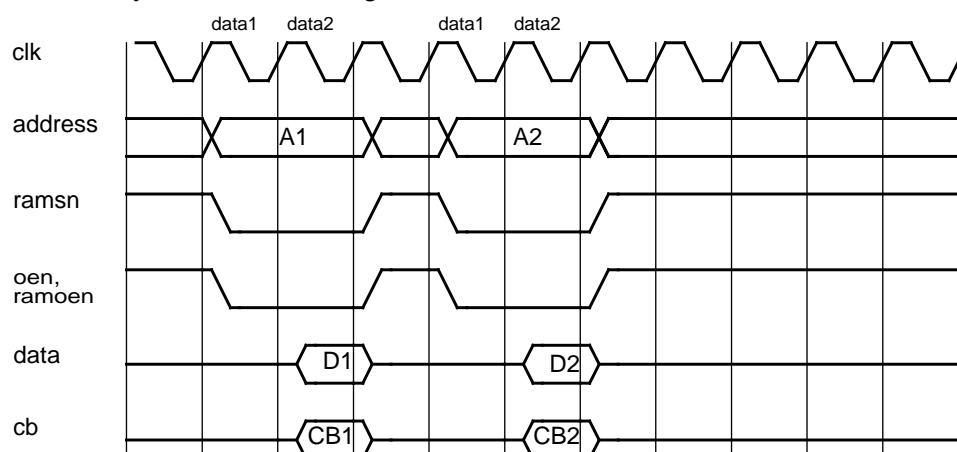 data1 data2 data1 data2
clk
address A1 A2
ramsn
oen,
ramoen
data D1 D2
cb CB1 CB2